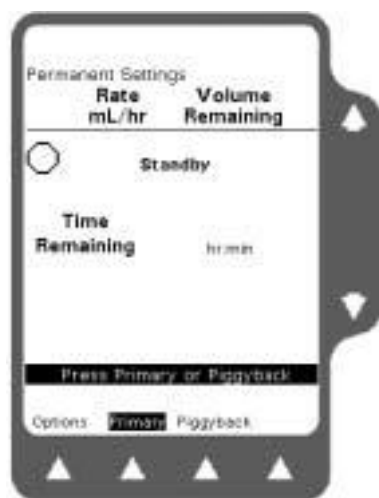 Permanent Settings
Rate Volume
mL/hr Remaining
Standby
Time
Remaining hr:min
Press Primary or Piggyback
Options Primary Piggyback